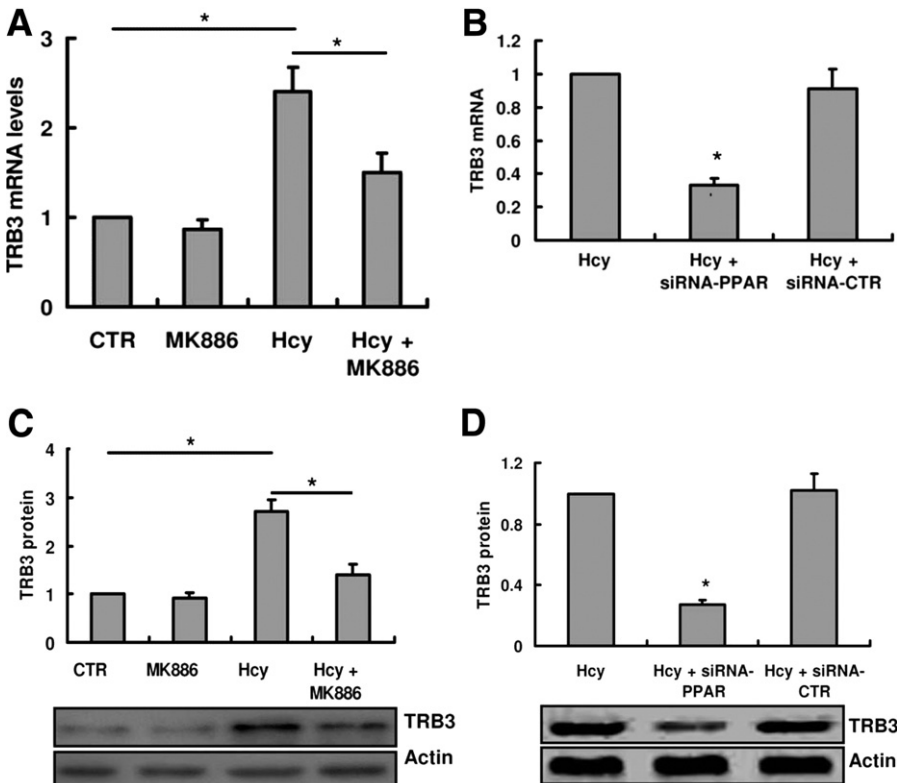 A
*
*
3
2
1
0
TRB3 mRNA levels
CTR
MK886
Hcy
Hcy +
MK886
B
1.2
1
0.8
0.6
0.4
0.2
0
TRB3 mRNA
*
Hcy
Hcy +
siRNA-PPAR
Hcy +
siRNA-CTR
C
*
*
4
3
2
1
0
TRB3 protein
CTR
MK886
Hcy
Hcy +
MK886
TRB3
Actin
D
1.2
0.8
0.4
0
TRB3 protein
*
Hcy
Hcy + siRNA-
PPAR
Hcy + siRNA-
CTR
TRB3
Actin